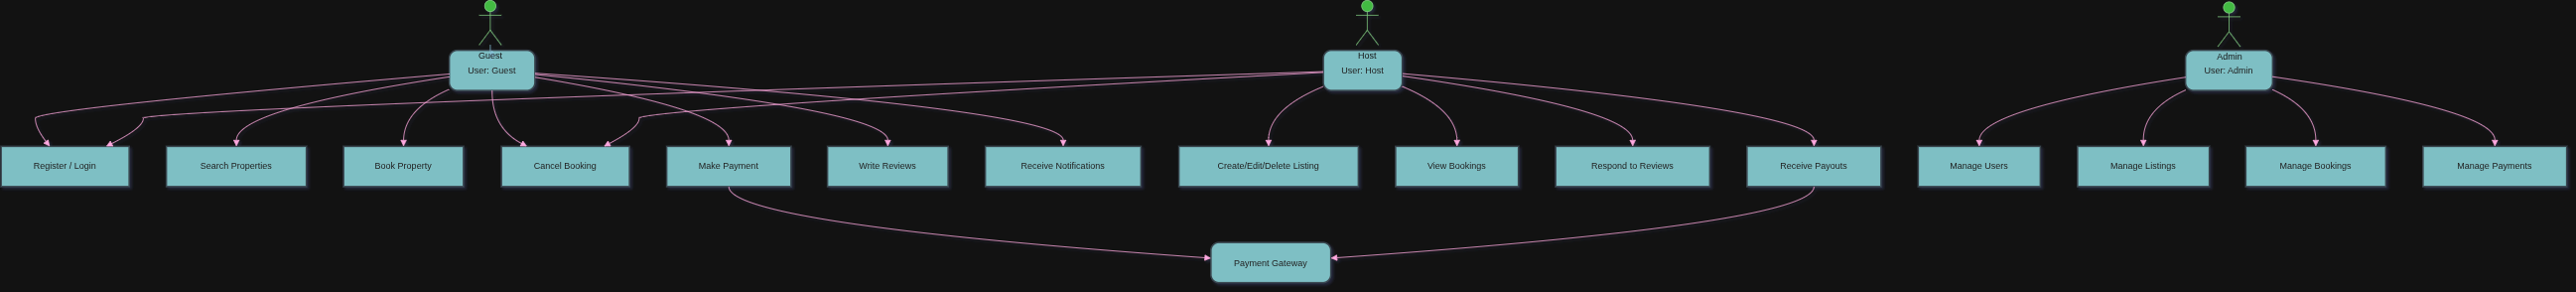 Guest
User: Guest
Host
User: Host
Admin
User: Admin
Register / Login
Search Properties
Book Property
Cancel Booking
Make Payment
Write Reviews
Receive Notifications
Create/Edit/Delete Listing
View Bookings
Respond to Reviews
Receive Payouts
Manage Users
Manage Listings
Manage Bookings
Manage Payments
Payment Gateway